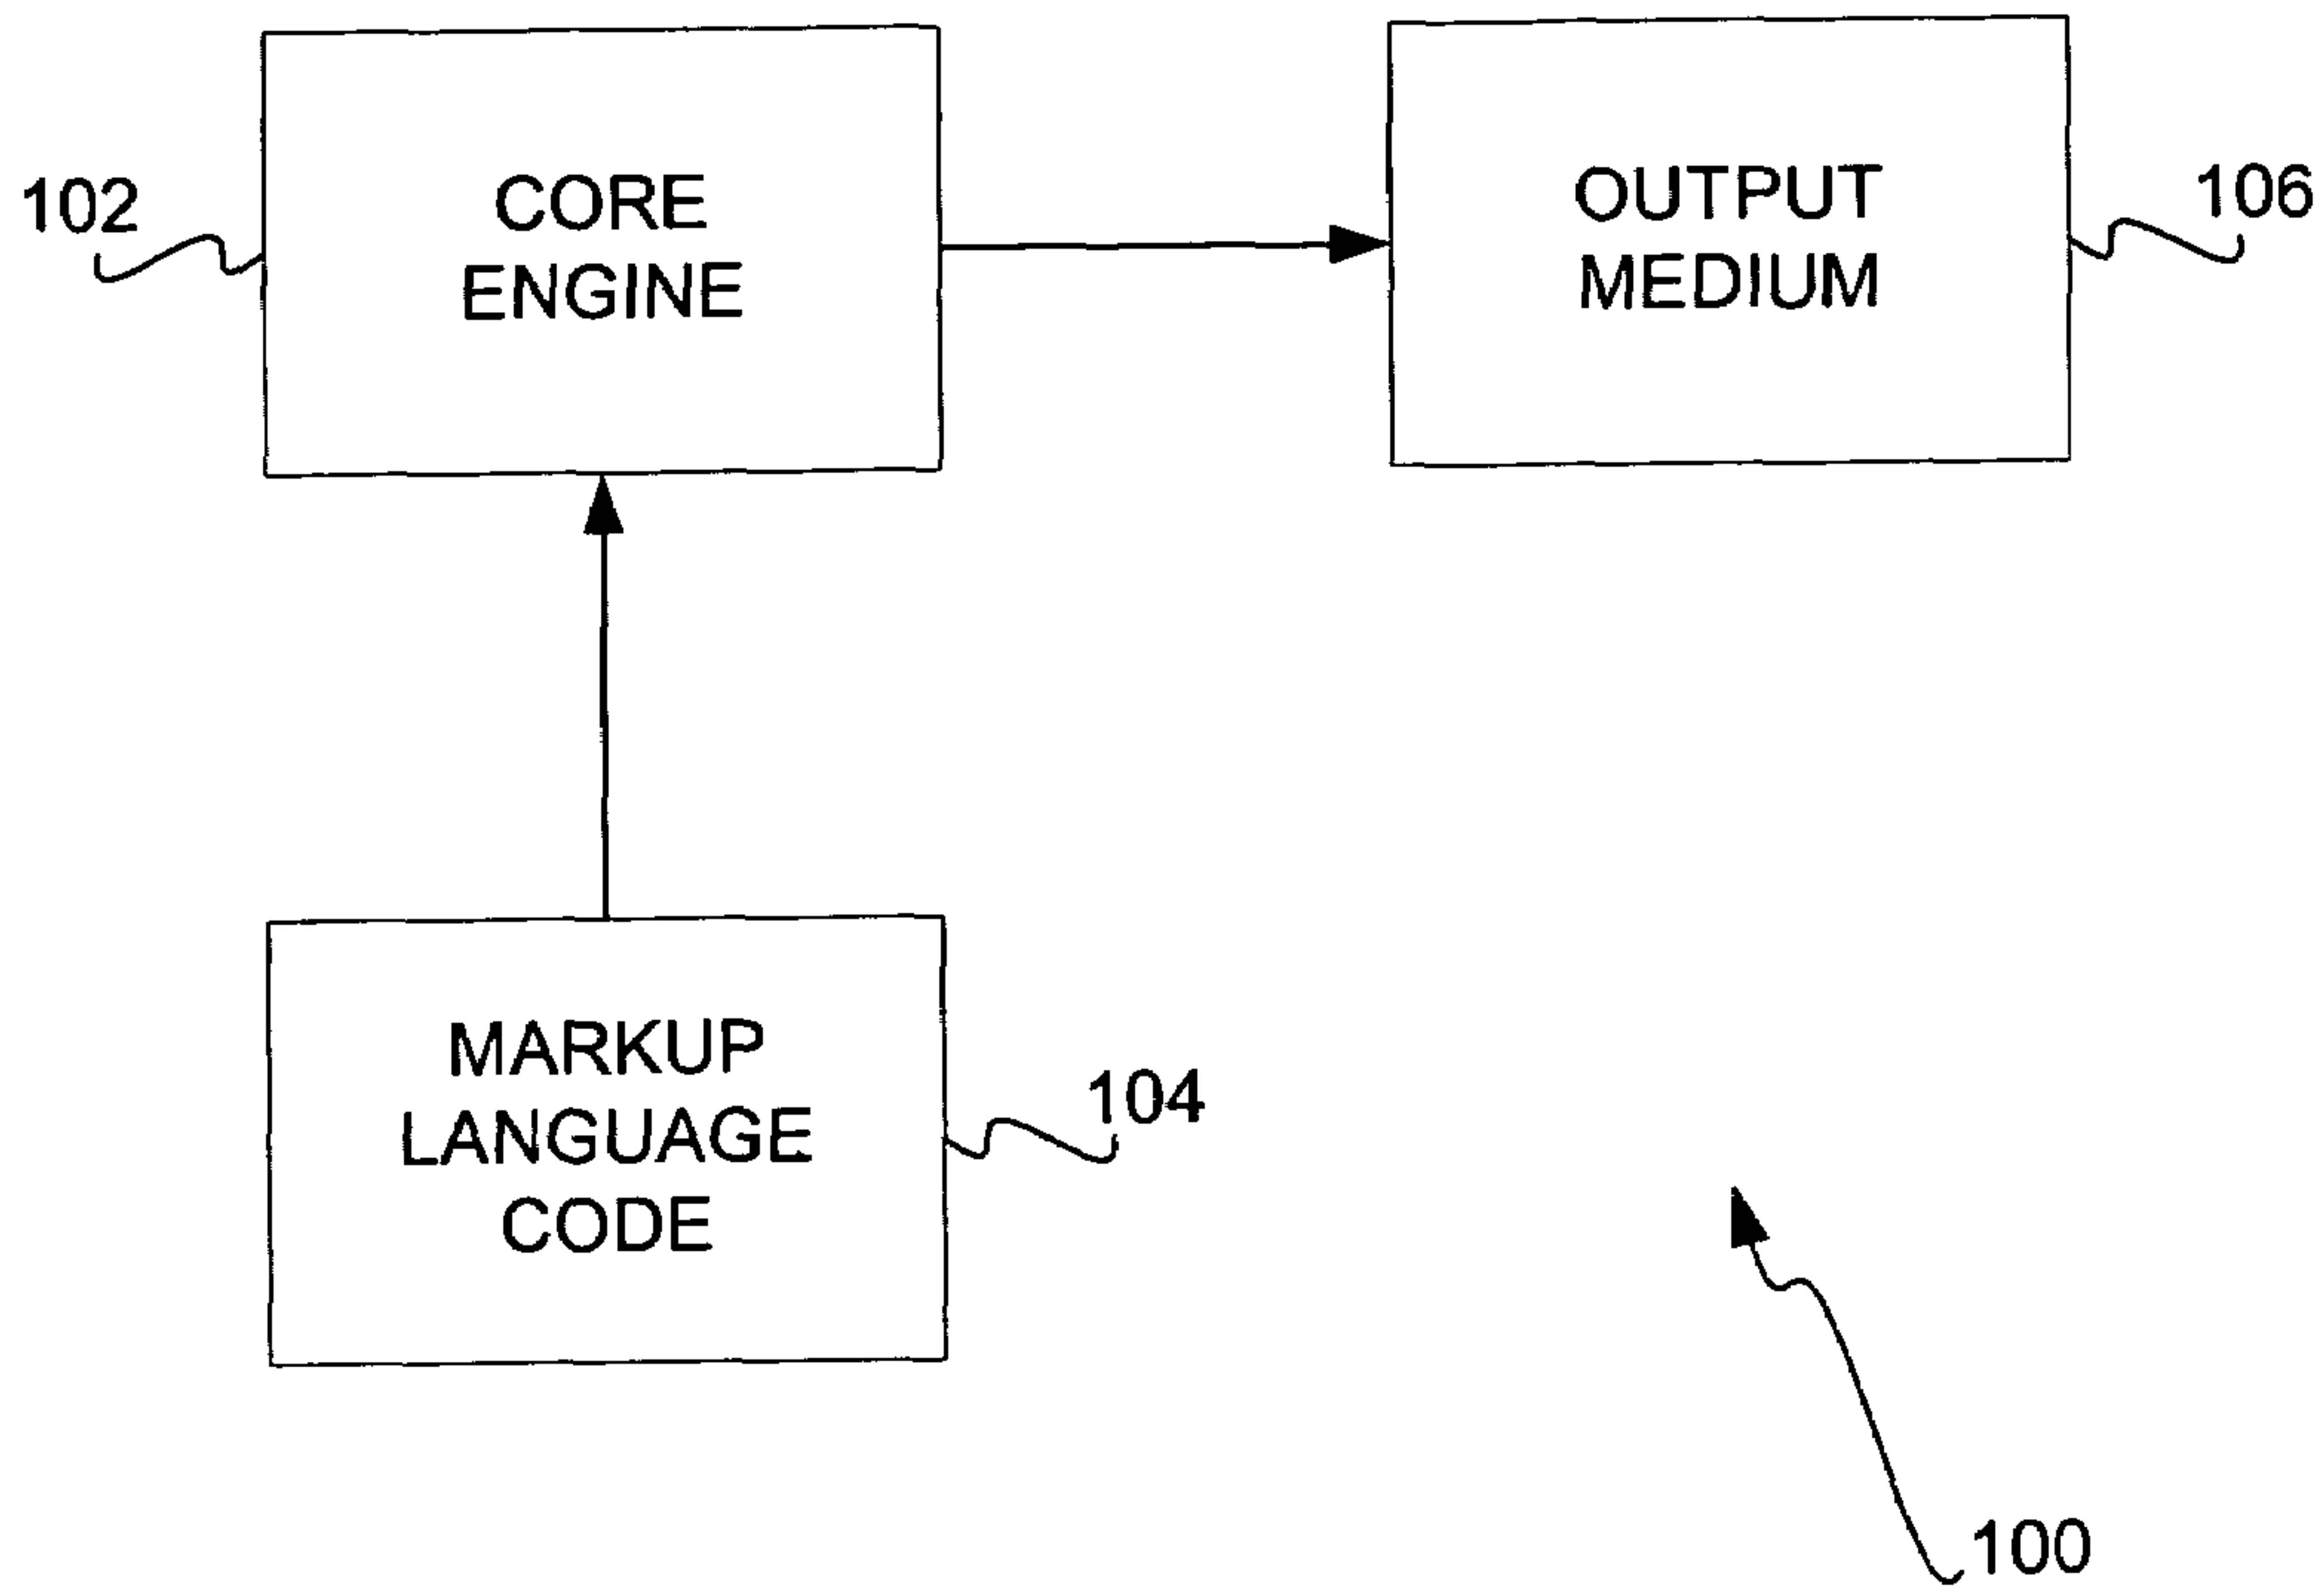 102
CORE
ENGINE
OUTPUT
MEDIUM
106
MARKUP
LANGUAGE
CODE
104
100